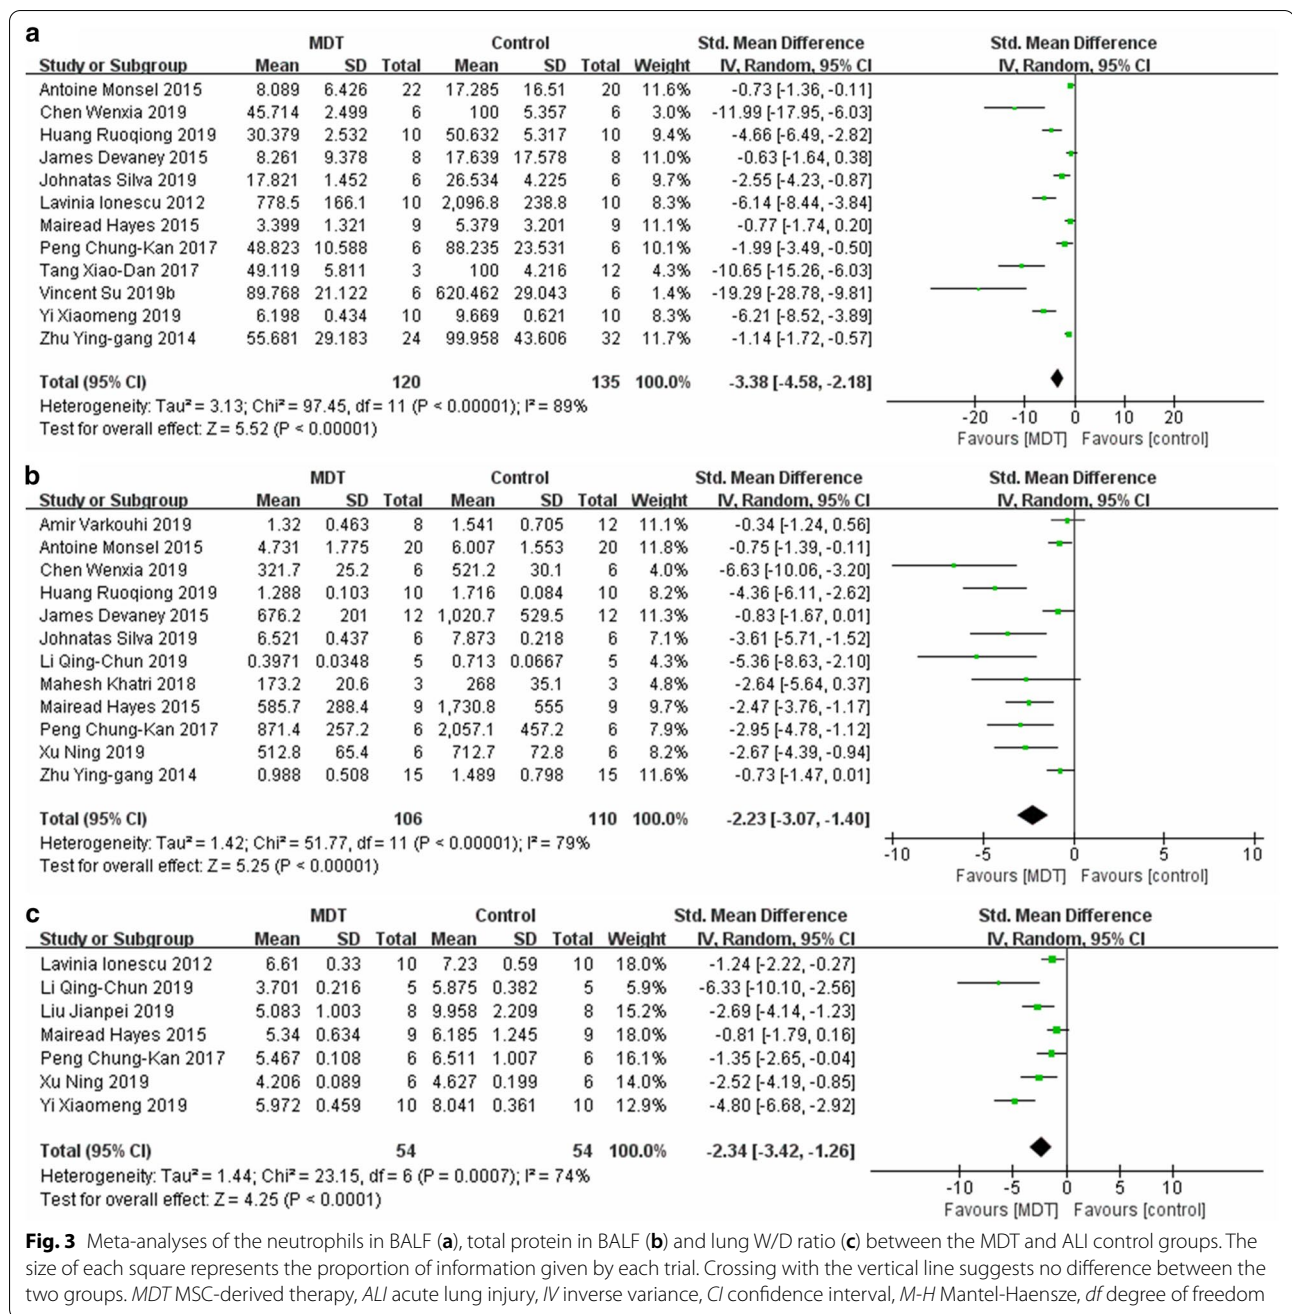 a
MDT Control Std. Mean Difference Std. Mean Difference
Study or Subgroup Mean SD Total Mean SD Total Weight IV, Random, 95% CI IV, Random, 95% CI
Antoine Monsel 2015 8.089 6.426 22 17.285 16.51 20 11.6% -0.73 [-1.36, -0.11]
Chen Wenxia 2019 45.714 2.499 6 100 5.357 6 3.0% -11.99 [-17.95, -6.03]
Huang Ruoqiong 2019 30.379 2.532 10 50.632 5.317 10 9.4% -4.66 [-6.49, -2.82]
James Devaney 2015 8.261 9.378 8 17.639 17.578 8 11.0% -0.63 [-1.64, 0.38]
Johnatas Silva 2019 17.821 1.452 6 26.534 4.225 6 9.7% -2.55 [-4.23, -0.87]
Lavinia Ionescu 2012 778.5 166.1 10 2,096.8 238.8 10 8.3% -6.14 [-8.44, -3.84]
Mairead Hayes 2015 3.399 1.321 9 5.379 3.201 9 11.1% -0.77 [-1.74, 0.20]
Peng Chung-Kan 2017 48.823 10.588 6 88.235 23.531 6 10.1% -1.99 [-3.49, -0.50]
Tang Xiao-Dan 2017 49.119 5.811 3 100 4.216 12 4.3% -10.65 [-15.26, -6.03]
Vincent Su 2019b 89.768 21.122 6 620.462 29.043 6 1.4% -19.29 [-28.78, -9.81]
Yi Xiaomeng 2019 6.198 0.434 10 9.669 0.621 10 8.3% -6.21 [-8.52, -3.89]
Zhu Ying-gang 2014 55.681 29.183 24 99.958 43.606 32 11.7% -1.14 [-1.72, -0.57]
Total (95% CI) 120 135 100.0% -3.38 [-4.58, -2.18]
Heterogeneity: Tau² = 3.13; Chi² = 97.45, df = 11 (P < 0.00001); I² = 89%
Test for overall effect: Z = 5.52 (P < 0.00001)
-20 -10 0 10 20
Favours [MDT] Favours [control]
b
MDT Control Std. Mean Difference Std. Mean Difference
Study or Subgroup Mean SD Total Mean SD Total Weight IV, Random, 95% CI IV, Random, 95% CI
Amir Varkouhi 2019 1.32 0.463 8 1.541 0.705 12 11.1% -0.34 [-1.24, 0.56]
Antoine Monsel 2015 4.731 1.775 20 6.007 1.553 20 11.8% -0.75 [-1.39, -0.11]
Chen Wenxia 2019 321.7 25.2 6 521.2 30.1 6 4.0% -6.63 [-10.06, -3.20]
Huang Ruoqiong 2019 1.288 0.103 10 1.716 0.084 10 8.2% -4.36 [-6.11, -2.62]
James Devaney 2015 676.2 201 12 1,020.7 529.5 12 11.3% -0.83 [-1.67, 0.01]
Johnatas Silva 2019 6.521 0.437 6 7.873 0.218 6 7.1% -3.61 [-5.71, -1.52]
Li Qing-Chun 2019 0.3971 0.0348 5 0.713 0.0667 5 4.3% -5.36 [-8.63, -2.10]
Mahesh Khatri 2018 173.2 20.6 3 268 35.1 3 4.8% -2.64 [-5.64, 0.37]
Mairead Hayes 2015 585.7 288.4 9 1,730.8 555 9 9.7% -2.47 [-3.76, -1.17]
Peng Chung-Kan 2017 871.4 257.2 6 2,057.1 457.2 6 7.9% -2.95 [-4.78, -1.12]
Xu Ning 2019 512.8 65.4 6 712.7 72.8 6 8.2% -2.67 [-4.39, -0.94]
Zhu Ying-gang 2014 0.988 0.508 15 1.489 0.798 15 11.6% -0.73 [-1.47, 0.01]
Total (95% CI) 106 110 100.0% -2.23 [-3.07, -1.40]
Heterogeneity: Tau² = 1.42; Chi² = 51.77, df = 11 (P < 0.00001); I² = 79%
Test for overall effect: Z = 5.25 (P < 0.00001)
-10 -5 0 5 10
Favours [MDT] Favours [control]
c
MDT Control Std. Mean Difference Std. Mean Difference
Study or Subgroup Mean SD Total Mean SD Total Weight IV, Random, 95% CI IV, Random, 95% CI
Lavinia Ionescu 2012 6.61 0.33 10 7.23 0.59 10 18.0% -1.24 [-2.22, -0.27]
Li Qing-Chun 2019 3.701 0.216 5 5.875 0.382 5 5.9% -6.33 [-10.10, -2.56]
Liu Jianpei 2019 5.083 1.003 8 9.958 2.209 8 15.2% -2.69 [-4.14, -1.23]
Mairead Hayes 2015 5.34 0.634 9 6.185 1.245 9 18.0% -0.81 [-1.79, 0.16]
Peng Chung-Kan 2017 5.467 0.108 6 6.511 1.007 6 16.1% -1.35 [-2.65, -0.04]
Xu Ning 2019 4.206 0.089 6 4.627 0.199 6 14.0% -2.52 [-4.19, -0.85]
Yi Xiaomeng 2019 5.972 0.459 10 8.041 0.361 10 12.9% -4.80 [-6.68, -2.92]
Total (95% CI) 54 54 100.0% -2.34 [-3.42, -1.26]
Heterogeneity: Tau² = 1.44; Chi² = 23.15, df = 6 (P = 0.0007); I² = 74%
Test for overall effect: Z = 4.25 (P < 0.0001)
-10 -5 0 5 10
Favours [MDT] Favours [control]
Fig. 3 Meta-analyses of the neutrophils in BALF (a), total protein in BALF (b) and lung W/D ratio (c) between the MDT and ALI control groups. The
size of each square represents the proportion of information given by each trial. Crossing with the vertical line suggests no difference between the
two groups. MDT MSC-derived therapy, ALI acute lung injury, IV inverse variance, CI confidence interval, M-H Mantel-Haensze, df degree of freedom